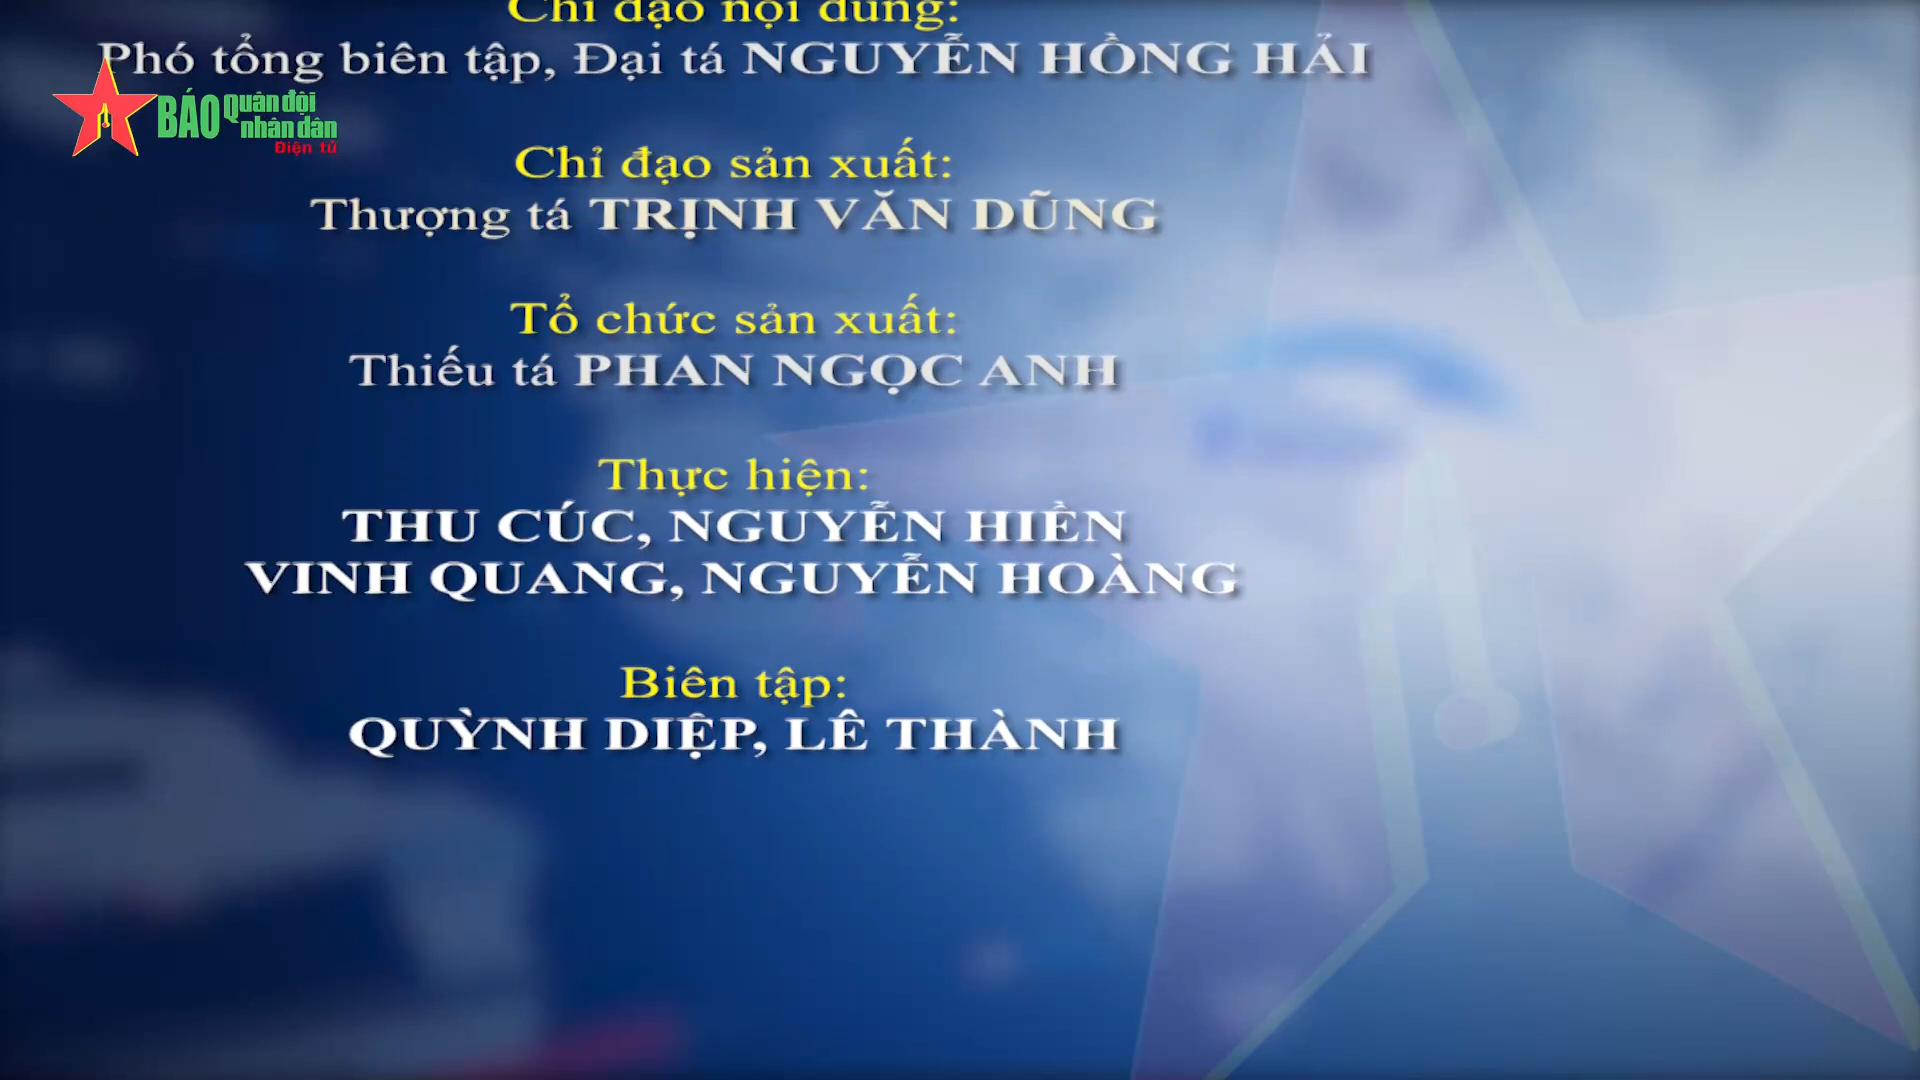 Chỉ đạo nội dung:
Phó tổng biên tập, Đại tá NGUYỄN HỒNG HẢI
BÁO Quân đội nhân dân
Điện tử
Chỉ đạo sản xuất:
Thượng tá TRỊNH VĂN DŨNG
Tổ chức sản xuất:
Thiếu tá PHAN NGỌC ANH
Thực hiện:
THU CÚC, NGUYỄN HIỀN
VINH QUANG, NGUYỄN HOÀNG
Biên tập:
QUỲNH DIỆP, LÊ THÀNH